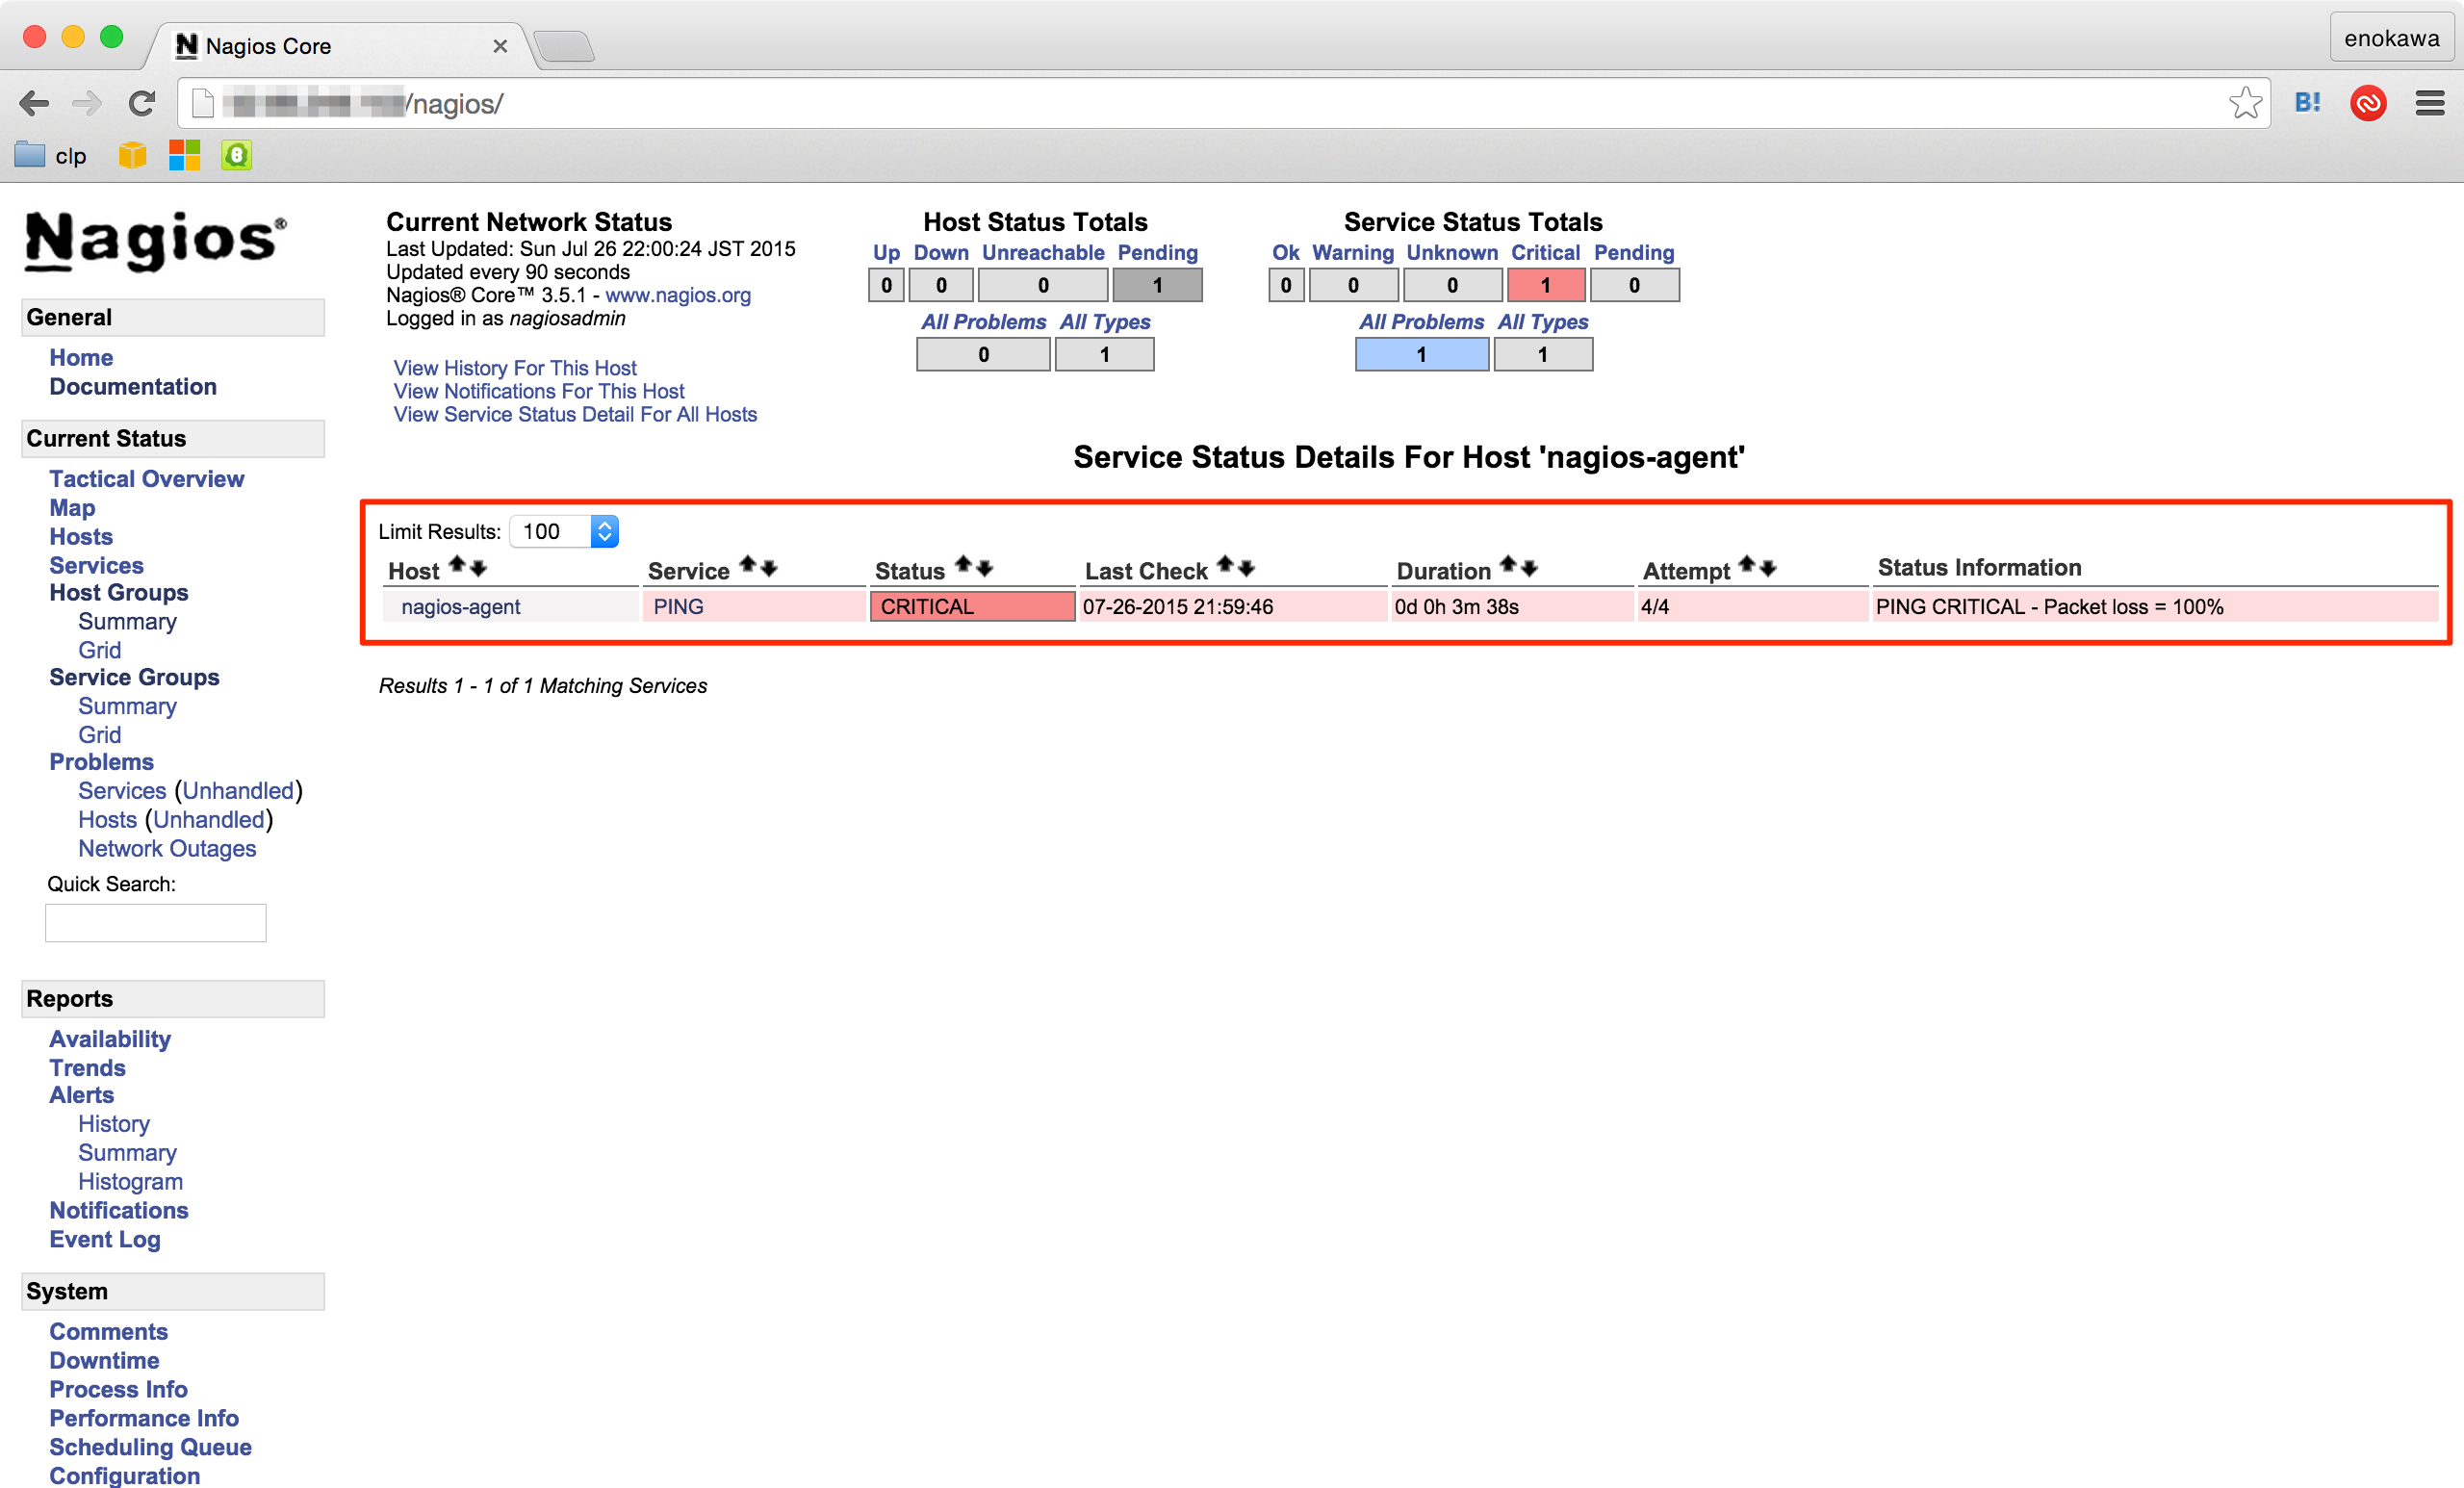 Nagios Core
enokawa
/nagios/
B!
clp
Nagios®
General
Home
Documentation
Current Status
Tactical Overview
Map
Hosts
Services
Host Groups
Summary
Grid
Service Groups
Summary
Grid
Problems
Services (Unhandled)
Hosts (Unhandled)
Network Outages
Quick Search:
Reports
Availability
Trends
Alerts
History
Summary
Histogram
Notifications
Event Log
System
Comments
Downtime
Process Info
Performance Info
Scheduling Queue
Configuration
Current Network Status
Last Updated: Sun Jul 26 22:00:24 JST 2015
Updated every 90 seconds
Nagios® Core™ 3.5.1 - www.nagios.org
Logged in as nagiosadmin
View History For This Host
View Notifications For This Host
View Service Status Detail For All Hosts
Host Status Totals
Up Down Unreachable Pending
0 0 0 1
All Problems All Types
0 1
Service Status Totals
Ok Warning Unknown Critical Pending
0 0 0 1 0
All Problems All Types
1 1
Service Status Details For Host 'nagios-agent'
Limit Results: 100
Host Service Status Last Check Duration Attempt Status Information
nagios-agent PING CRITICAL 07-26-2015 21:59:46 0d 0h 3m 38s 4/4 PING CRITICAL - Packet loss = 100%
Results 1 - 1 of 1 Matching Services